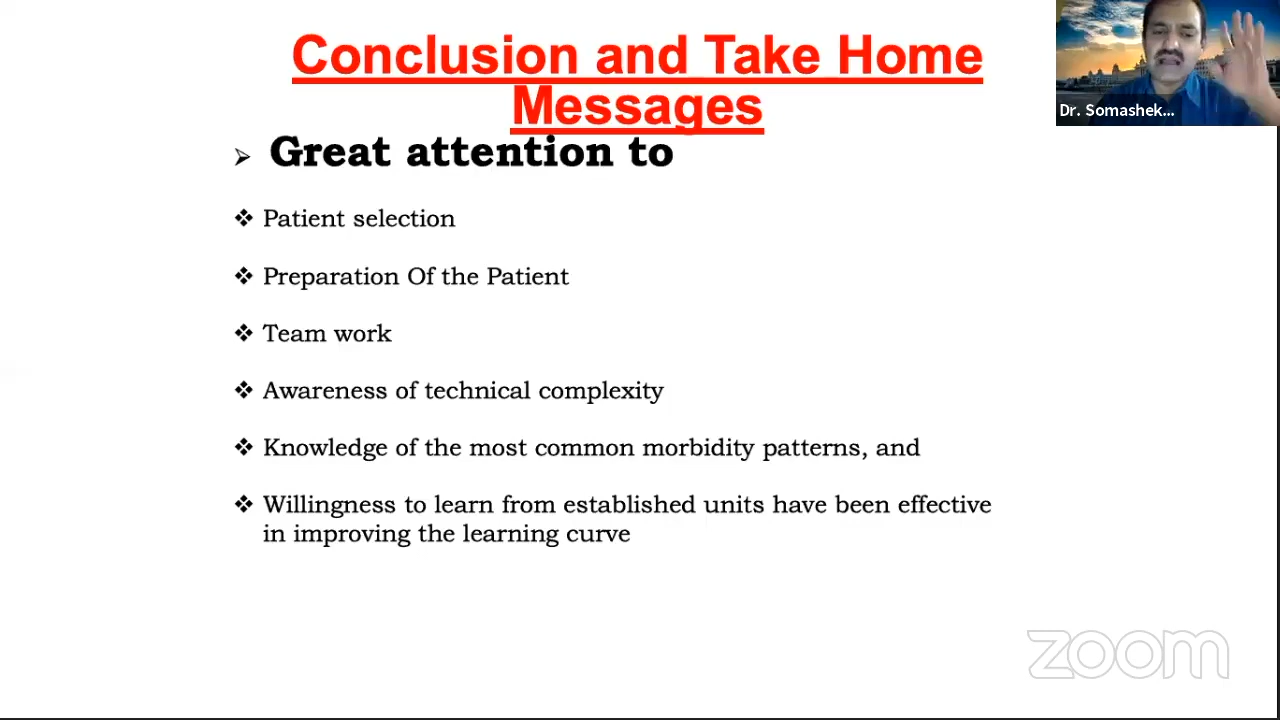 Conclusion and Take Home
Messages
Dr. Somashek...
➢ Great attention to
❖ Patient selection
❖ Preparation Of the Patient
❖ Team work
❖ Awareness of technical complexity
❖ Knowledge of the most common morbidity patterns, and
❖ Willingness to learn from established units have been effective
in improving the learning curve
zoom